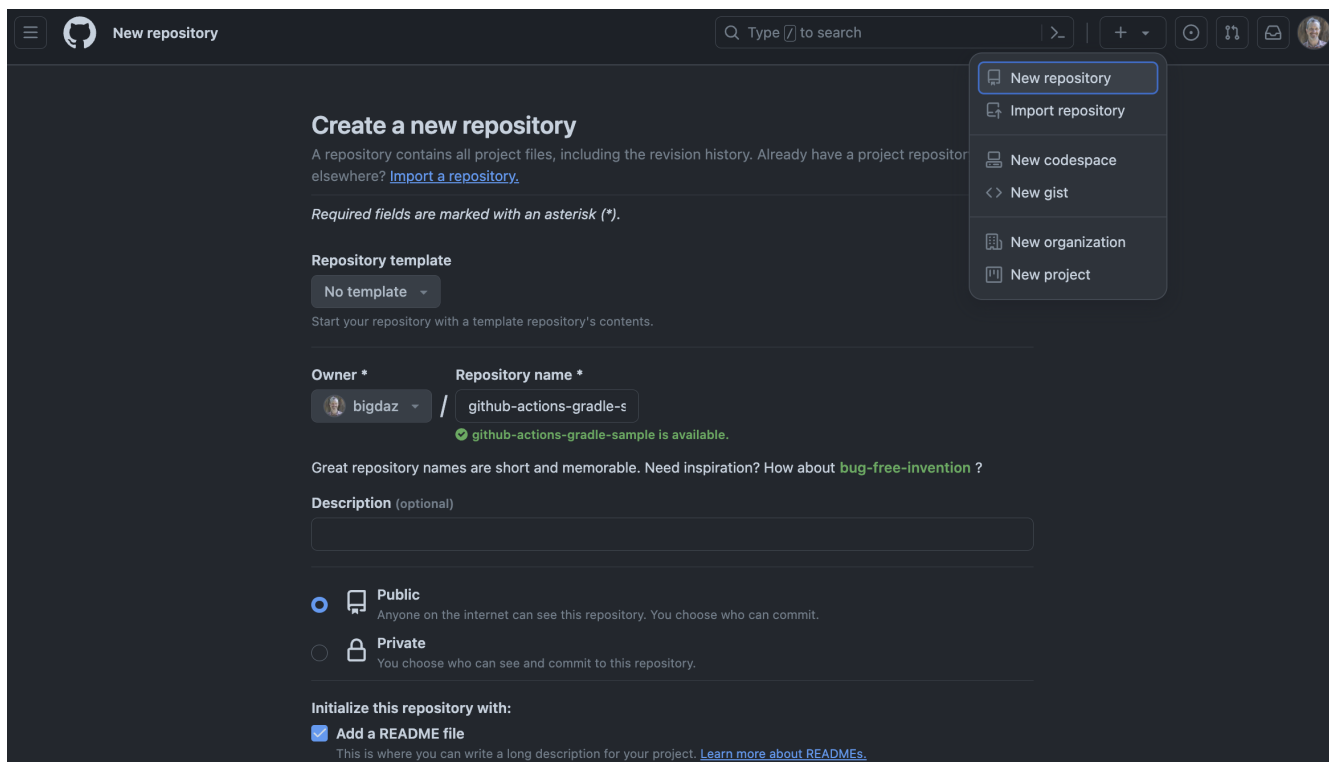 New repository
Type / to search
New repository
Import repository
New codespace
New gist
New organization
New project
Create a new repository
A repository contains all project files, including the revision history. Already have a project repositor
elsewhere? Import a repository.
Required fields are marked with an asterisk (*).
Repository template
No template
Start your repository with a template repository's contents.
Owner *
Repository name *
bigdaz
/
github-actions-gradle-s
github-actions-gradle-sample is available.
Great repository names are short and memorable. Need inspiration? How about bug-free-invention ?
Description (optional)
Public
Anyone on the internet can see this repository. You choose who can commit.
Private
You choose who can see and commit to this repository.
Initialize this repository with:
Add a README file
This is where you can write a long description for your project. Learn more about READMEs.